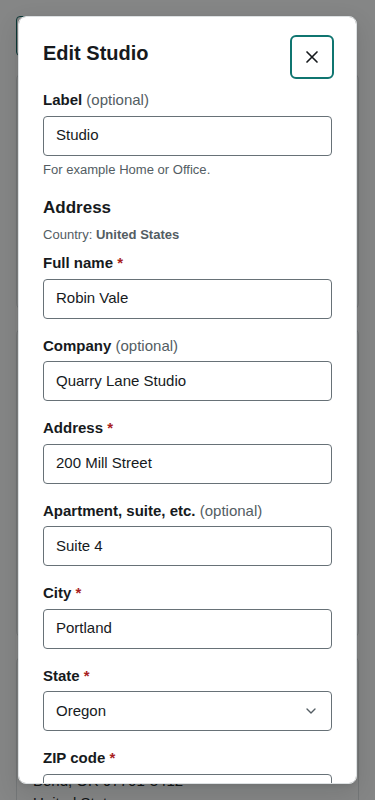 Edit Studio
Label (optional)
Studio
For example Home or Office.
Address
Country: United States
Full name *
Robin Vale
Company (optional)
Quarry Lane Studio
Address *
200 Mill Street
Apartment, suite, etc. (optional)
Suite 4
City *
Portland
State *
Oregon
ZIP code *